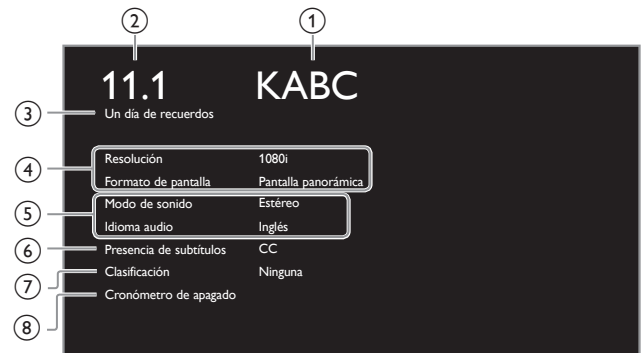 2 1
11.1 KABC
3 Un día de recuerdos
4 Resolución 1080i
Formato de pantalla Pantalla panorámica
5 Modo de sonido Estéreo
Idioma audio Inglés
6 Presencia de subtítulos CC
7 Clasificación Ninguna
8 Cronómetro de apagado